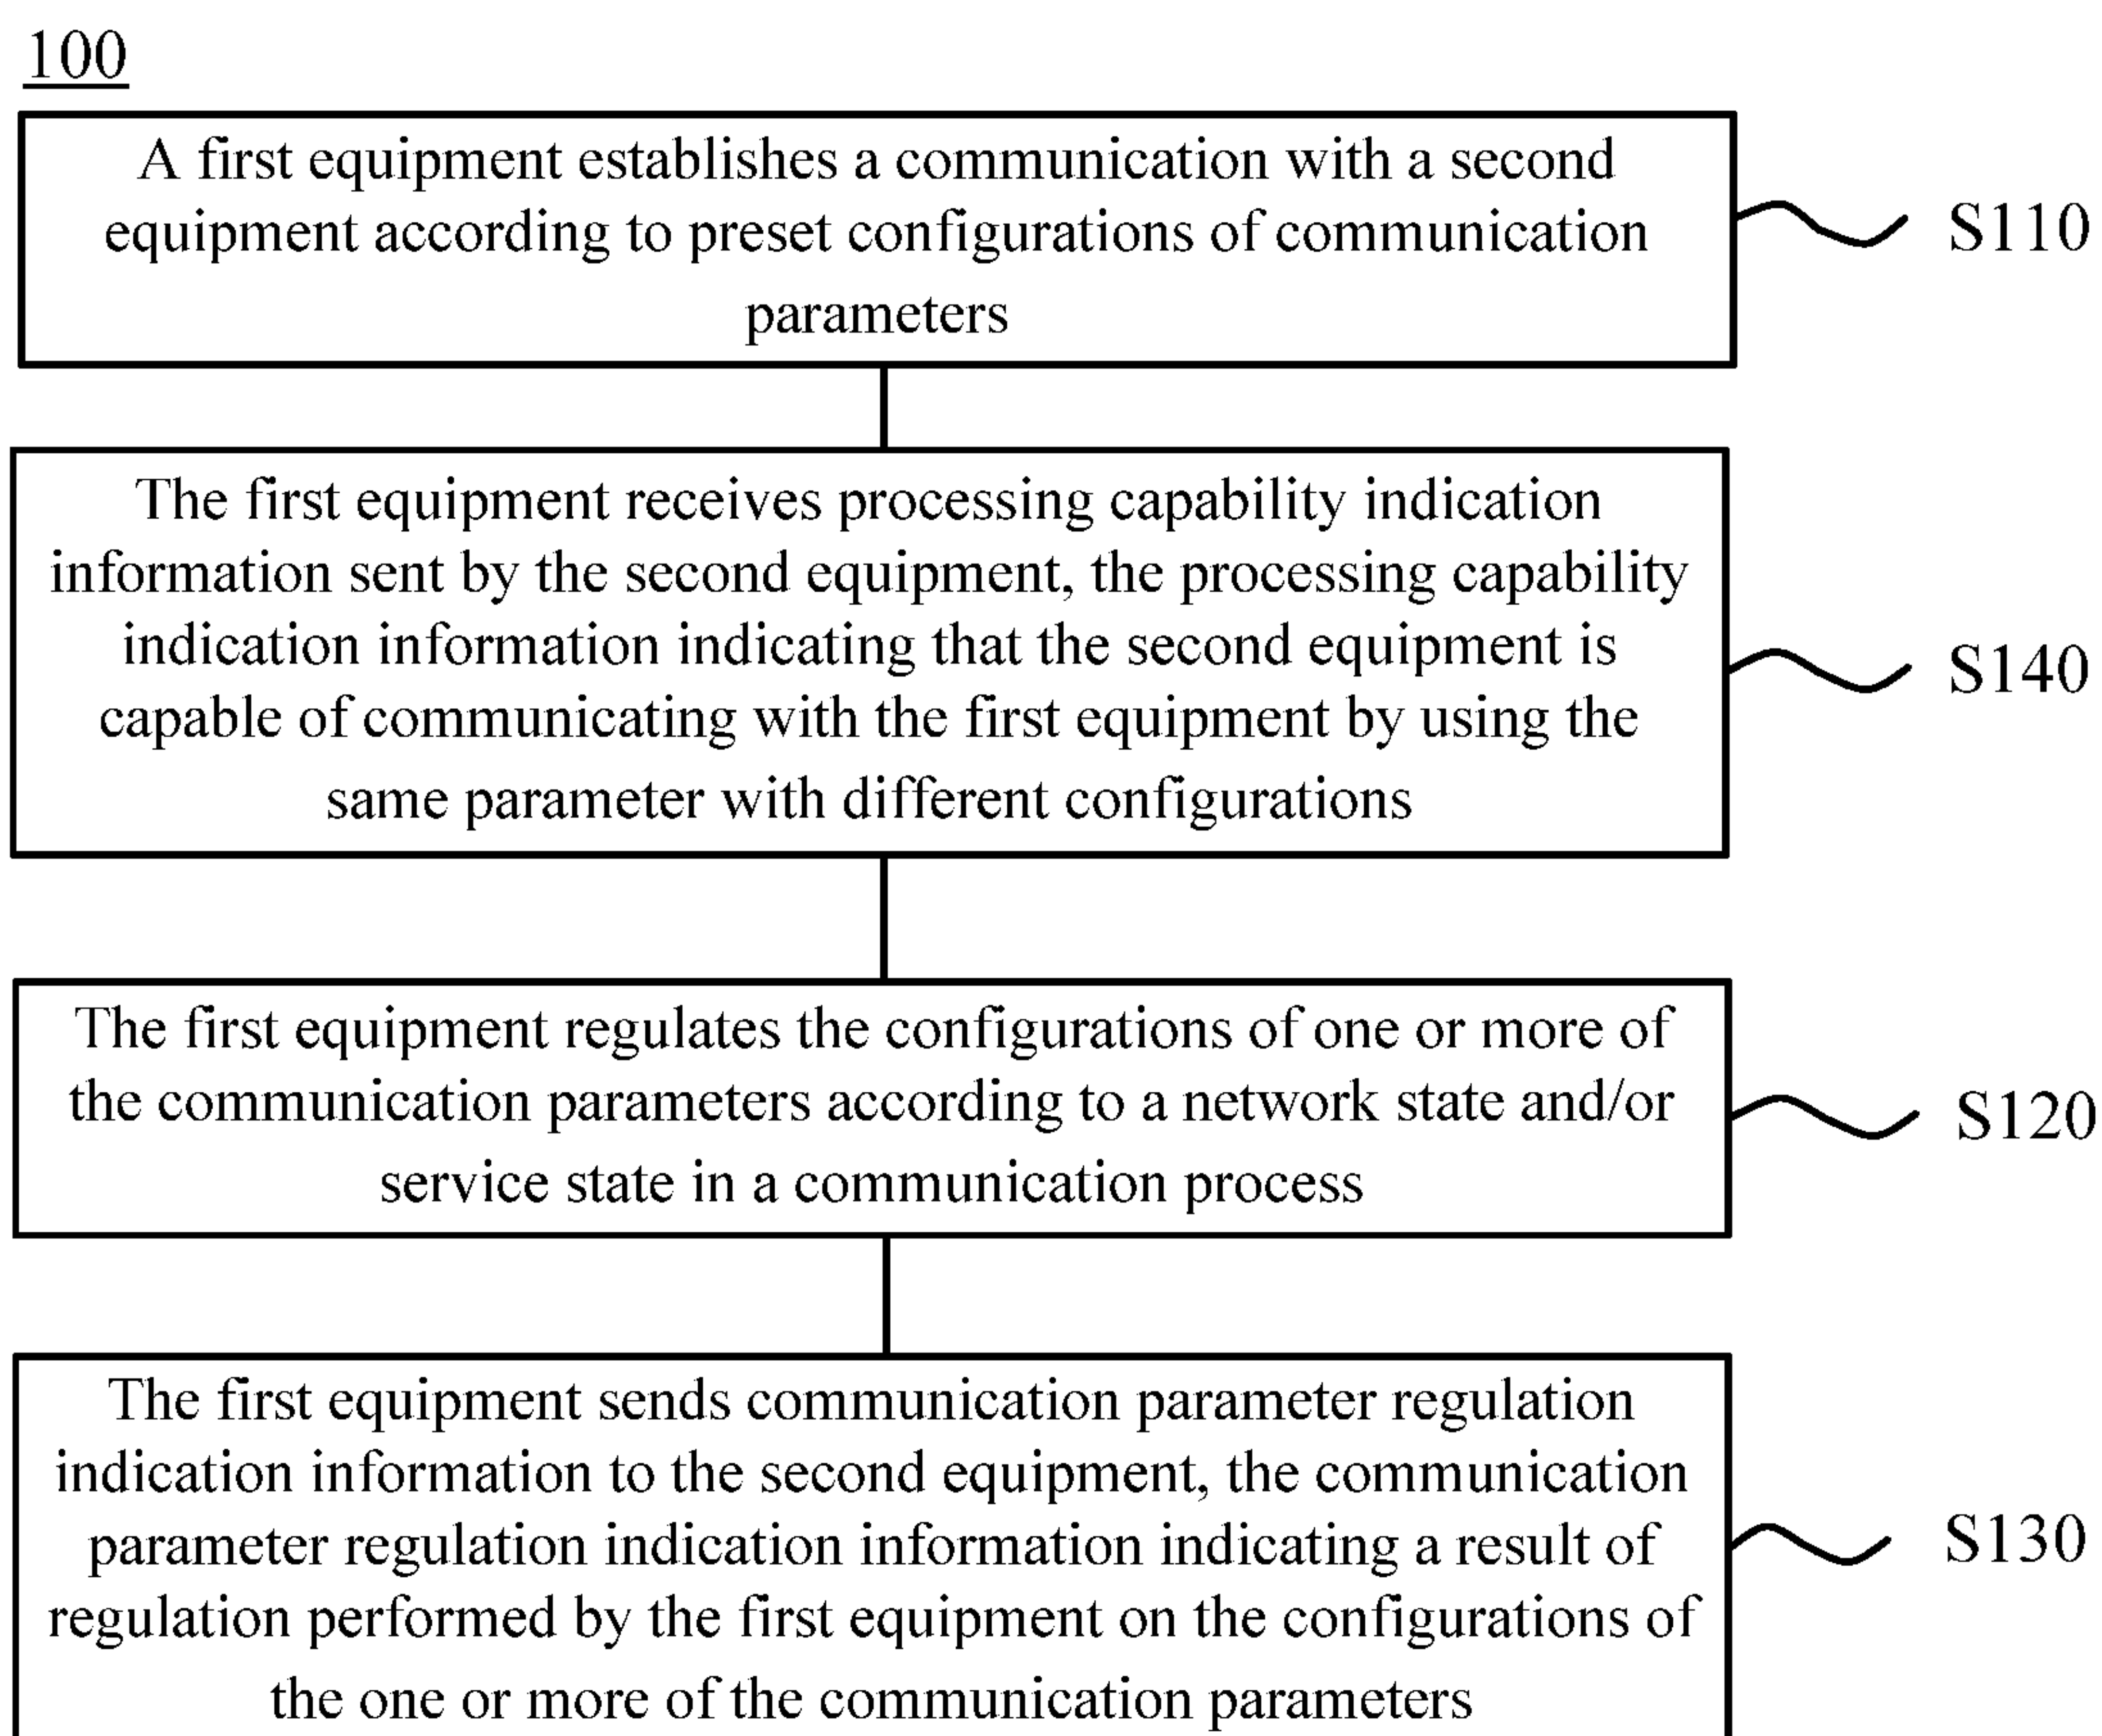 100
A first equipment establishes a communication with a second
equipment according to preset configurations of communication
parameters
S110
The first equipment receives processing capability indication
information sent by the second equipment, the processing capability
indication information indicating that the second equipment is
capable of communicating with the first equipment by using the
same parameter with different configurations
S140
The first equipment regulates the configurations of one or more of
the communication parameters according to a network state and/or
service state in a communication process
S120
The first equipment sends communication parameter regulation
indication information to the second equipment, the communication
parameter regulation indication information indicating a result of
regulation performed by the first equipment on the configurations of
the one or more of the communication parameters
S130